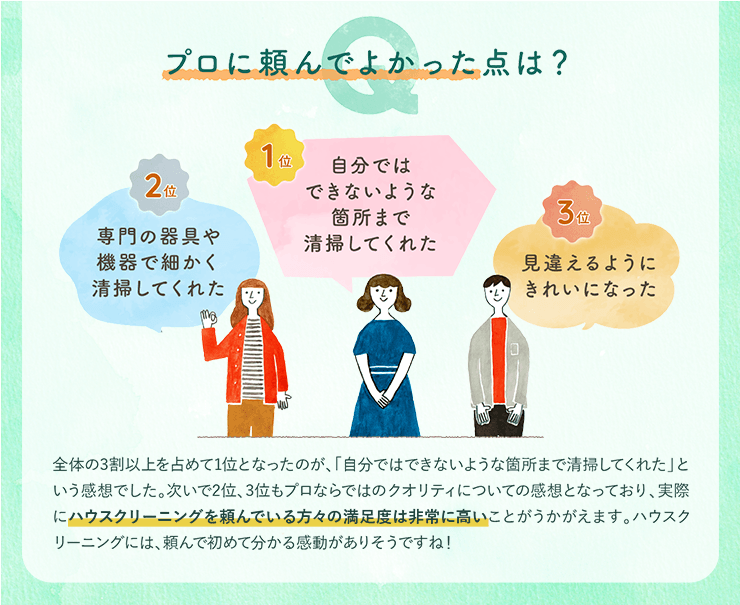 Q
プロに頼んでよかった点は？
1位
自分では
できないような
箇所まで
清掃してくれた
2位
専門の器具や
機器で細かく
清掃してくれた
3位
見違えるように
きれいになった
全体の3割以上を占めて1位となったのが、「自分ではできないような箇所まで清掃してくれた」と
いう感想でした。次いで2位、3位もプロならではのクオリティについての感想となっており、実際
にハウスクリーニングを頼んでいる方々の満足度は非常に高いことがうかがえます。ハウスク
リーニングには、頼んで初めて分かる感動がありそうですね！